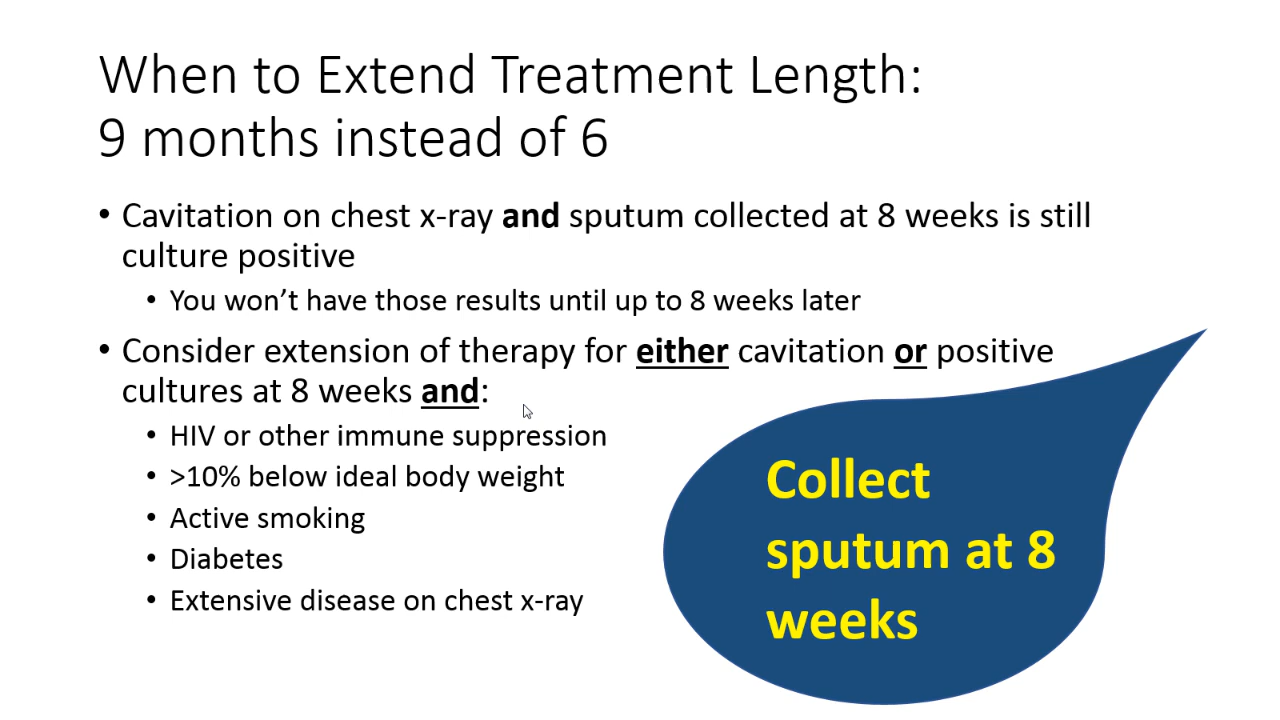 When to Extend Treatment Length:
9 months instead of 6
• Cavitation on chest x-ray and sputum collected at 8 weeks is still
culture positive
• You won’t have those results until up to 8 weeks later
• Consider extension of therapy for either cavitation or positive
cultures at 8 weeks and:
• HIV or other immune suppression
• >10% below ideal body weight
• Active smoking
• Diabetes
• Extensive disease on chest x-ray
Collect
sputum at 8
weeks